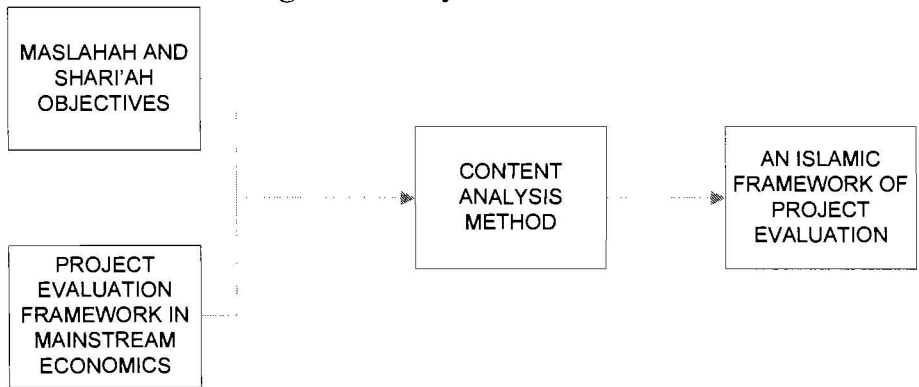 MASLAHAH AND
SHARI'AH
OBJECTIVES
CONTENT
ANALYSIS
METHOD
AN ISLAMIC
FRAMEWORK OF
PROJECT
EVALUATION
PROJECT
EVALUATION
FRAMEWORK IN
MAINSTREAM
ECONOMICS